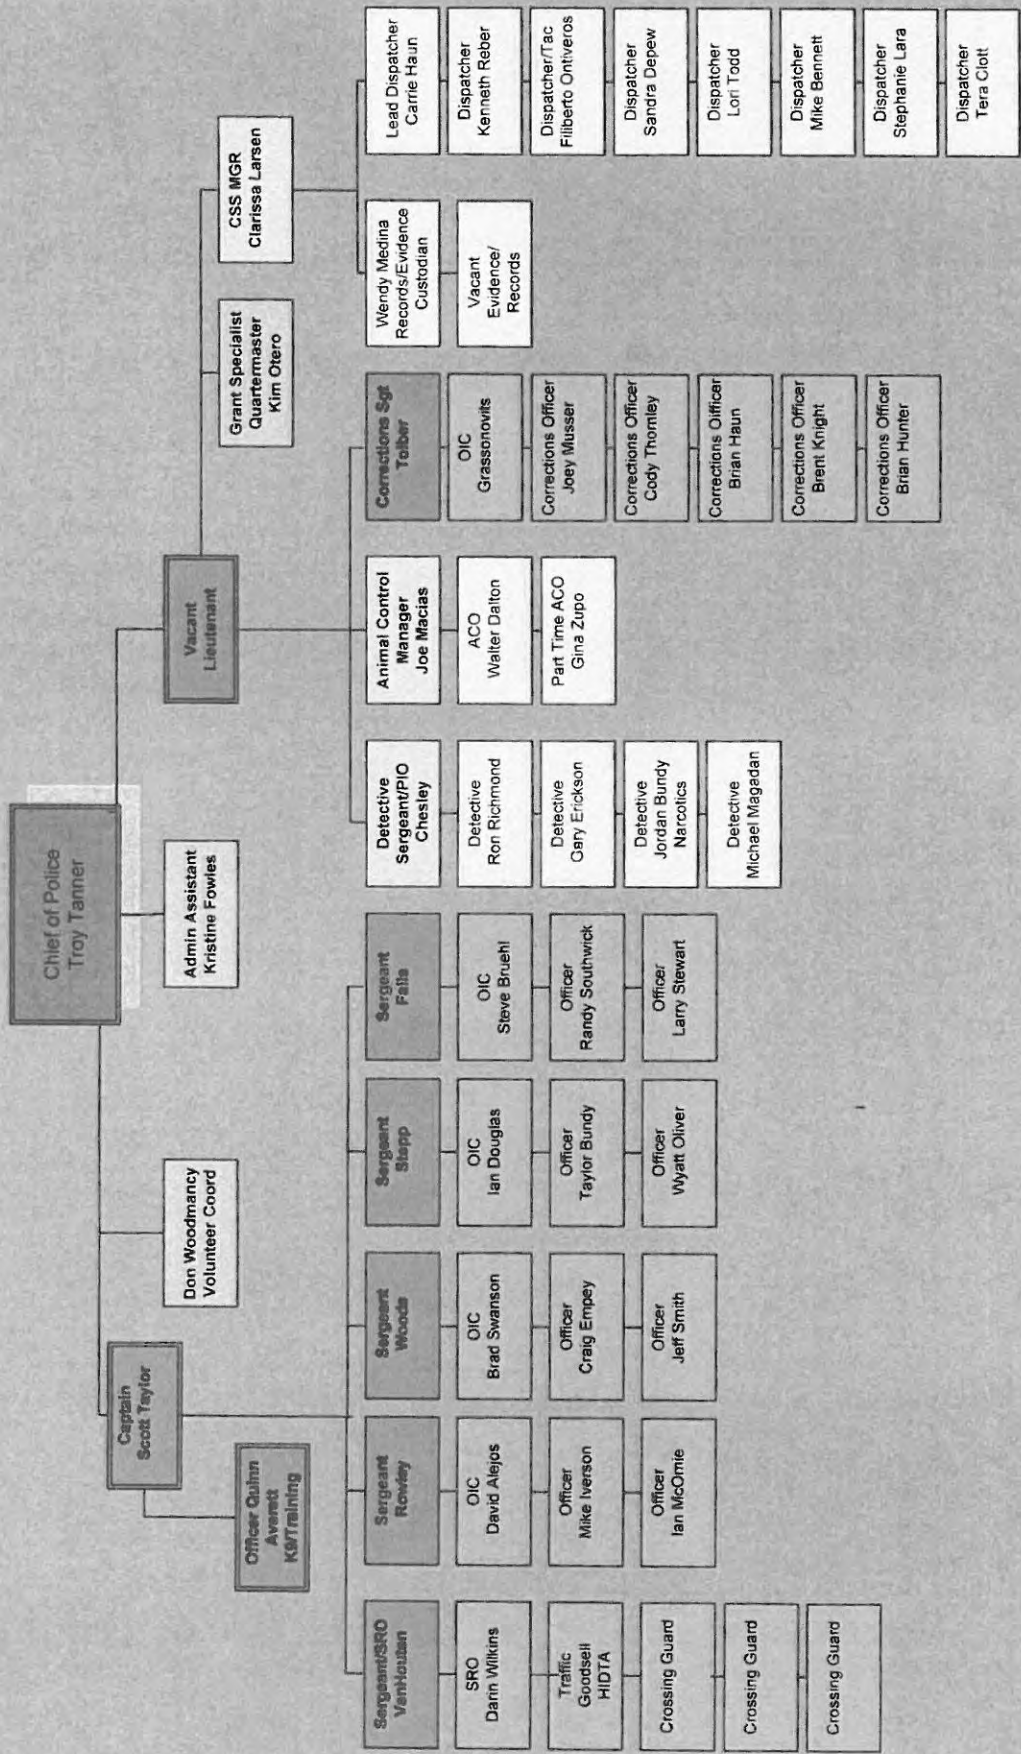 Chief of Police
Troy Tanner
Captain
Scott Taylor
Don Woodmancy
Volunteer Coord
Admin Assistant
Kristine Fowles
Vacant
Lieutenant
Officer Quinn
Averett
K9/Training
Grant Specialist
Quartermaster
Kim Otero
CSS MGR
Clarissa Larsen
Sergeant/SRO
VanHouten
SRO
Darin Wilkins
Traffic
Goodsell
HIDTA
Crossing Guard
Crossing Guard
Crossing Guard
Sergeant
Rowley
OIC
David Alejos
Officer
Mike Iverson
Officer
Ian McOmie
Sergeant
Woods
OIC
Brad Swanson
Officer
Craig Empey
Officer
Jeff Smith
Sergeant
Stepp
OIC
Ian Douglas
Officer
Taylor Bundy
Officer
Wyatt Oliver
Sergeant
Falls
OIC
Steve Bruehl
Officer
Randy Southwick
Officer
Larry Stewart
Detective
Sergeant/PIO
Chesley
Detective
Ron Richmond
Detective
Gary Erickson
Detective
Jordan Bundy
Narcotics
Detective
Michael Magadan
Animal Control
Manager
Joe Macias
ACO
Walter Dalton
Part Time ACO
Gina Zupo
Corrections Sgt
Tolber
OIC
Grassonovits
Corrections Officer
Joey Musser
Corrections Officer
Cody Thornley
Corrections Oifficer
Brian Haun
Corrections Officer
Brent Knight
Corrections Officer
Brian Hunter
Wendy Medina
Records/Evidence
Custodian
Vacant
Evidence/
Records
Lead Dispatcher
Carrie Haun
Dispatcher
Kenneth Reber
Dispatcher/Tac
Filiberto Ontiveros
Dispatcher
Sandra Depew
Dispatcher
Lori Todd
Dispatcher
Mike Bennett
Dispatcher
Stephanie Lara
Dispatcher
Tera Clott